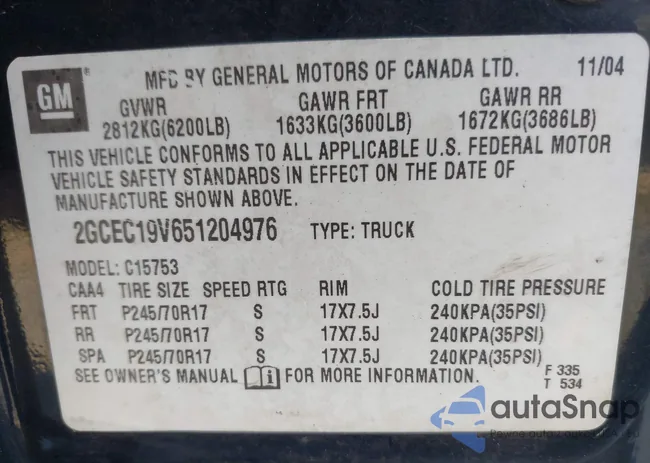 GM
MFD BY GENERAL MOTORS OF CANADA LTD. 11/04
GVWR GAWR FRT GAWR RR
2812KG(6200LB) 1633KG(3600LB) 1672KG(3686LB)
THIS VEHICLE CONFORMS TO ALL APPLICABLE U.S. FEDERAL MOTOR
VEHICLE SAFETY STANDARDS IN EFFECT ON THE DATE OF
MANUFACTURE SHOWN ABOVE.
2GCEC19V651204976 TYPE: TRUCK
MODEL: C15753
CAA4 TIRE SIZE SPEED RTG RIM COLD TIRE PRESSURE
FRT P245/70R17 S 17X7.5J 240KPA(35PSI)
RR P245/70R17 S 17X7.5J 240KPA(35PSI)
SPA P245/70R17 S 17X7.5J 240KPA(35PSI)
SEE OWNER'S MANUAL FOR MORE INFORMATION.
F 335
T 534
autaSnap
Pewne auto